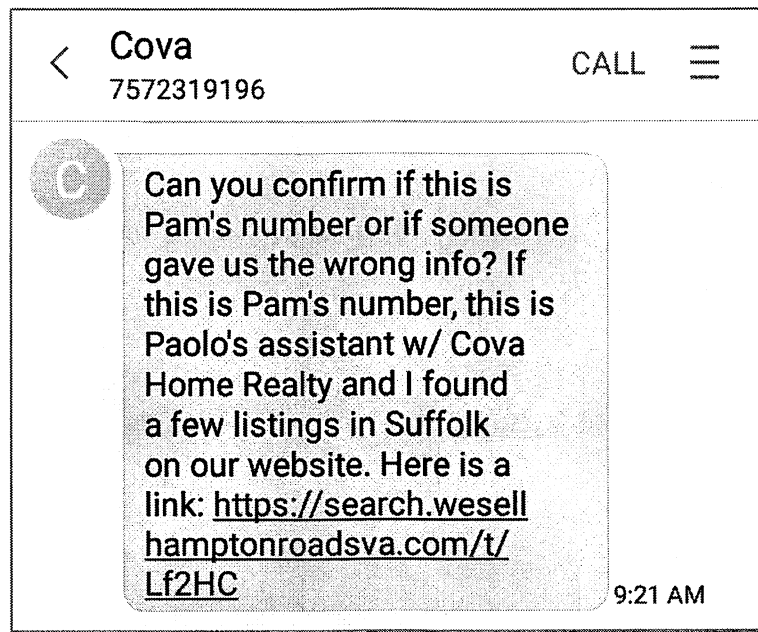 Cova
7572319196
CALL
C
Can you confirm if this is
Pam's number or if someone
gave us the wrong info? If
this is Pam's number, this is
Paolo's assistant w/ Cova
Home Realty and I found
a few listings in Suffolk
on our website. Here is a
link: https://search.wesell
hamptonroadsva.com/t/
Lf2HC
9:21 AM